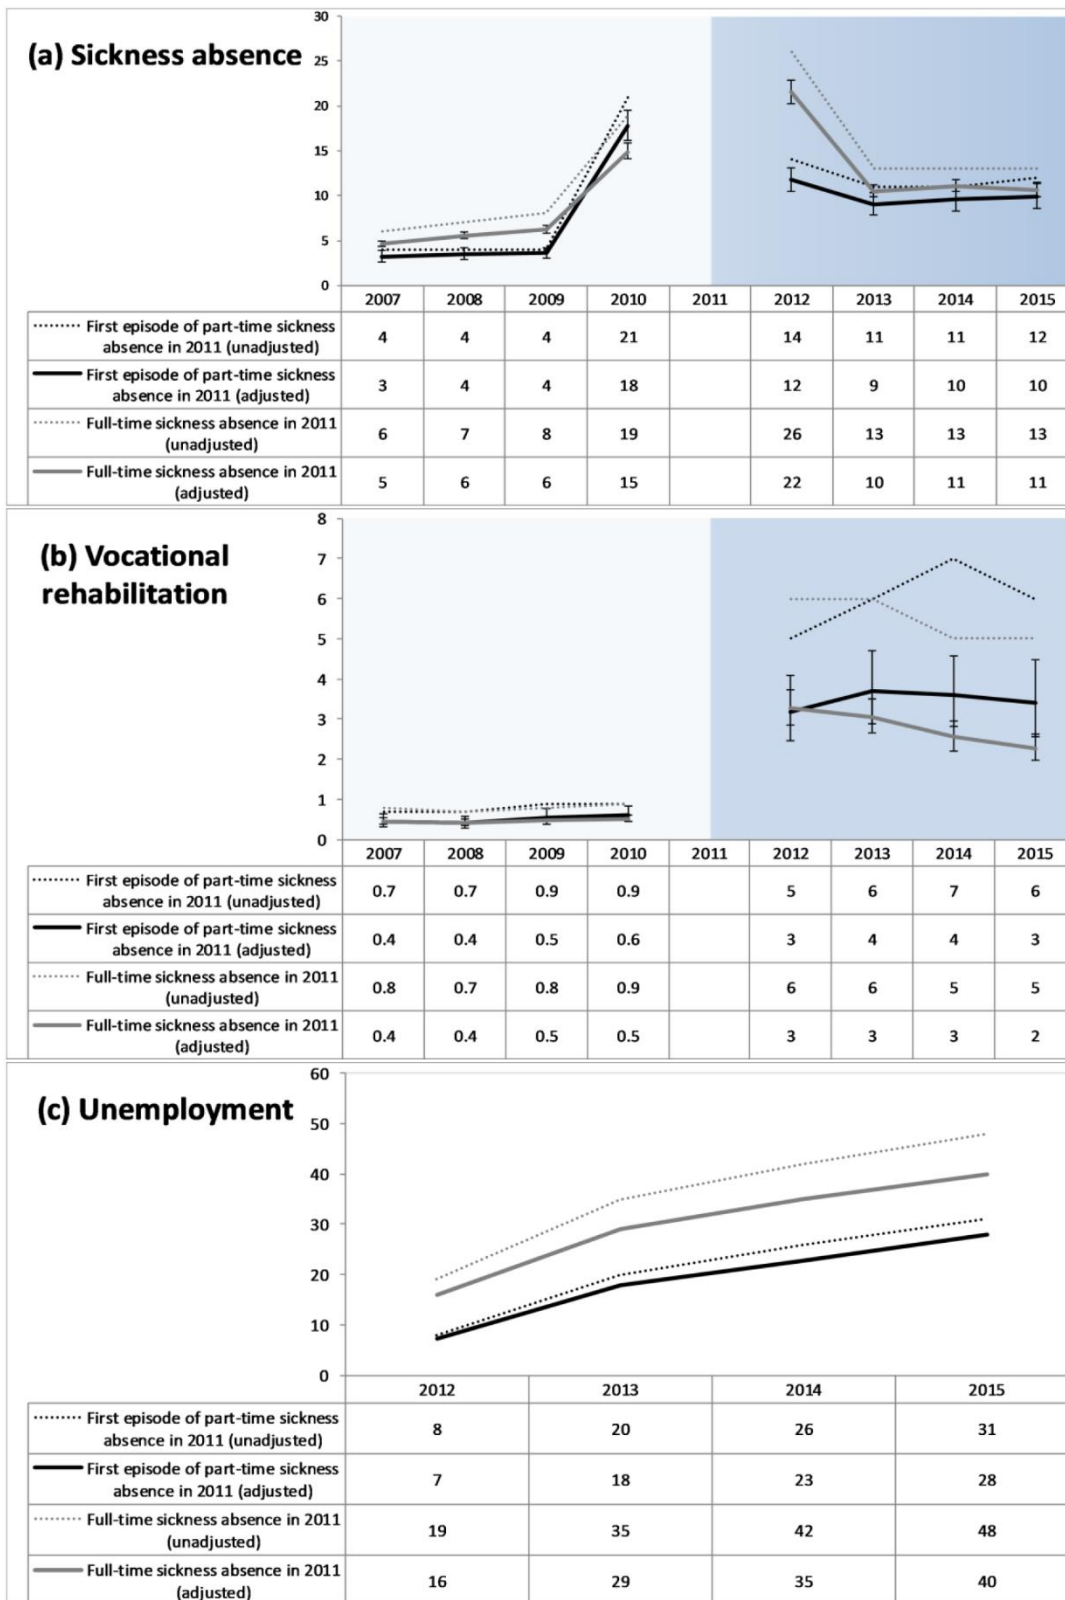 (a) Sickness absence
30
25
20
15
10
5
0
2007 2008 2009 2010 2011 2012 2013 2014 2015
First episode of part-time sickness
absence in 2011 (unadjusted)
4 4 4 21 14 11 11 12
First episode of part-time sickness
absence in 2011 (adjusted)
3 4 4 18 12 9 10 10
Full-time sickness absence in 2011
(unadjusted)
6 7 8 19 26 13 13 13
Full-time sickness absence in 2011
(adjusted)
5 6 6 15 22 10 11 11
(b) Vocational
rehabilitation
8
7
6
5
4
3
2
1
0
2007 2008 2009 2010 2011 2012 2013 2014 2015
First episode of part-time sickness
absence in 2011 (unadjusted)
0.7 0.7 0.9 0.9 5 6 7 6
First episode of part-time sickness
absence in 2011 (adjusted)
0.4 0.4 0.5 0.6 3 4 4 3
Full-time sickness absence in 2011
(unadjusted)
0.8 0.7 0.8 0.9 6 6 5 5
Full-time sickness absence in 2011
(adjusted)
0.4 0.4 0.5 0.5 3 3 3 2
(c) Unemployment
60
50
40
30
20
10
0
2012 2013 2014 2015
First episode of part-time sickness
absence in 2011 (unadjusted)
8 20 26 31
First episode of part-time sickness
absence in 2011 (adjusted)
7 18 23 28
Full-time sickness absence in 2011
(unadjusted)
19 35 42 48
Full-time sickness absence in 2011
(adjusted)
16 29 35 40